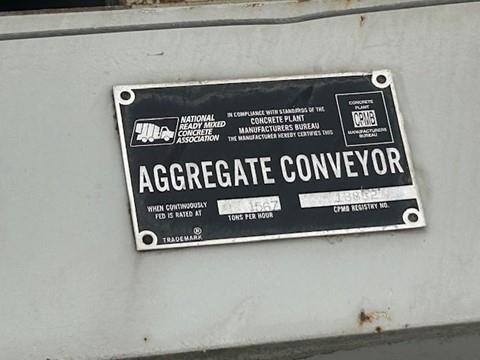 NATIONAL
READY MIXED
CONCRETE
ASSOCIATION
IN COMPLIANCE WITH STANDARDS OF THE
CONCRETE PLANT
MANUFACTURERS BUREAU
THE MANUFACTURER HEREBY CERTIFIES THIS
CONCRETE
PLANT
CPMB
MANUFACTURERS
BUREAU
AGGREGATE CONVEYOR
WHEN CONTINUOUSLY
FED IS RATED AT
1567
TONS PER HOUR
CPMB REGISTRY NO.
®
TRADEMARK